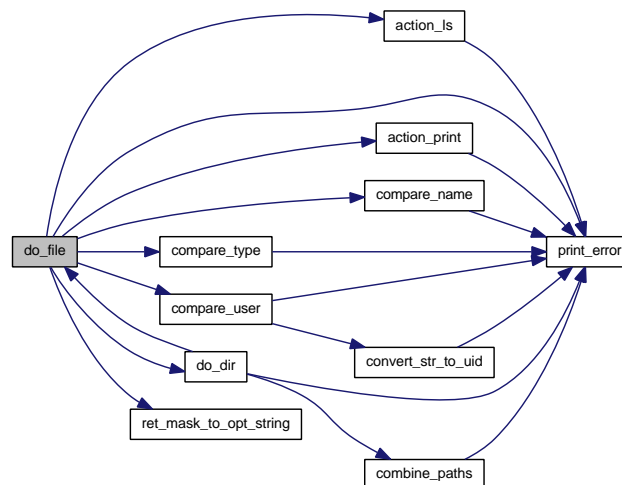 action_ls
action_print
compare_name
do_file
compare_type
print_error
compare_user
convert_str_to_uid
do_dir
ret_mask_to_opt_string
combine_paths